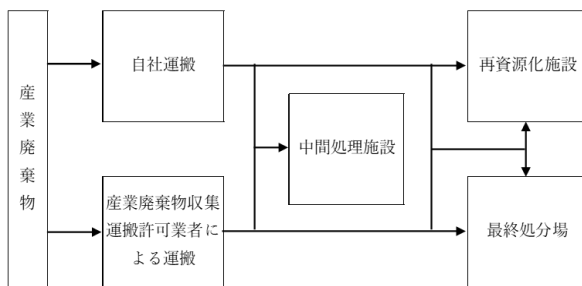 産業廃棄物
自社運搬
産業廃棄物収集
運搬許可業者に
よる運搬
中間処理施設
再資源化施設
最終処分場